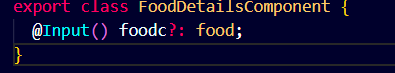 export class FoodDetailsComponent {
@Input() foodc?: food;
}